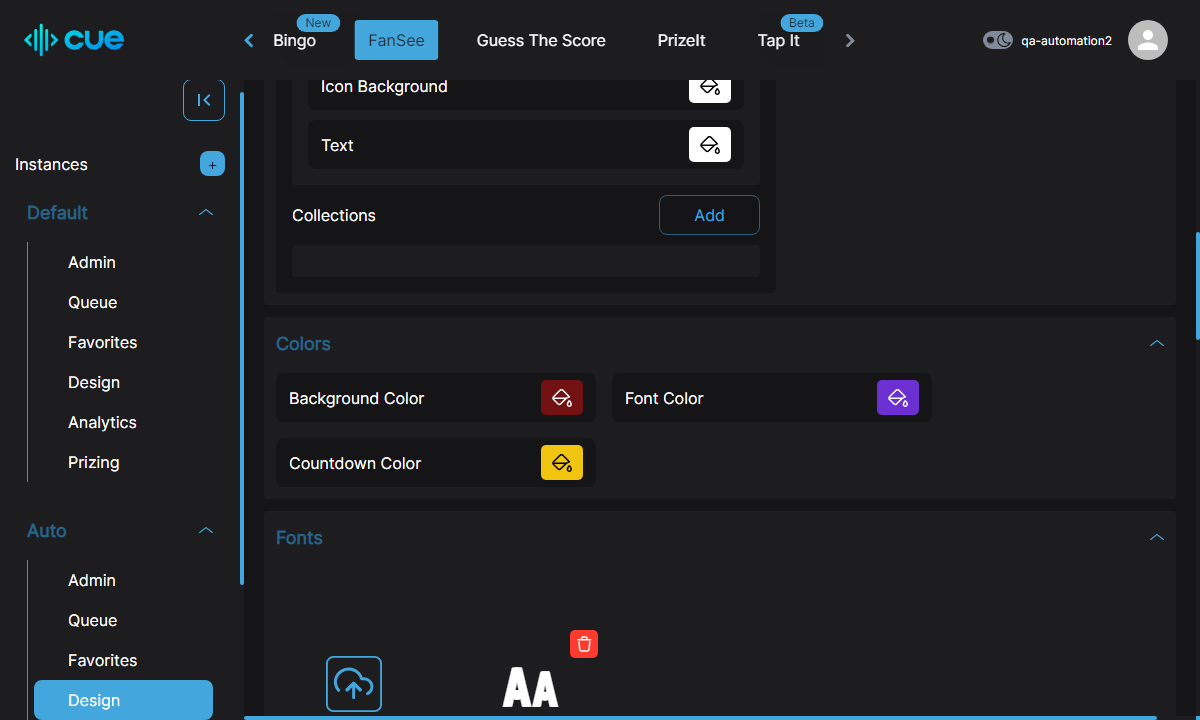 CUE
New
Bingo
FanSee
Guess The Score
PrizeIt
Beta
Tap It
qa-automation2
Instances
+
Default
Admin
Queue
Favorites
Design
Analytics
Prizing
Auto
Admin
Queue
Favorites
Design
Icon Background
Text
Collections
Add
Colors
Background Color
Font Color
Countdown Color
Fonts
AA